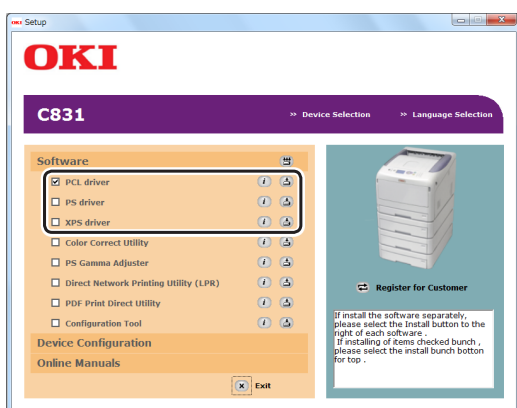 OKI Setup
OKI
C831
>> Device Selection >> Language Selection
Software
PCL driver
PS driver
XPS driver
Color Correct Utility
PS Gamma Adjuster
Direct Network Printing Utility (LPR)
PDF Print Direct Utility
Configuration Tool
Device Configuration
Online Manuals
Exit
Register for Customer
If install the software separately,
please select the Install button to the
right of each software .
If installing of items checked bunch ,
please select the install bunch botton
for top .